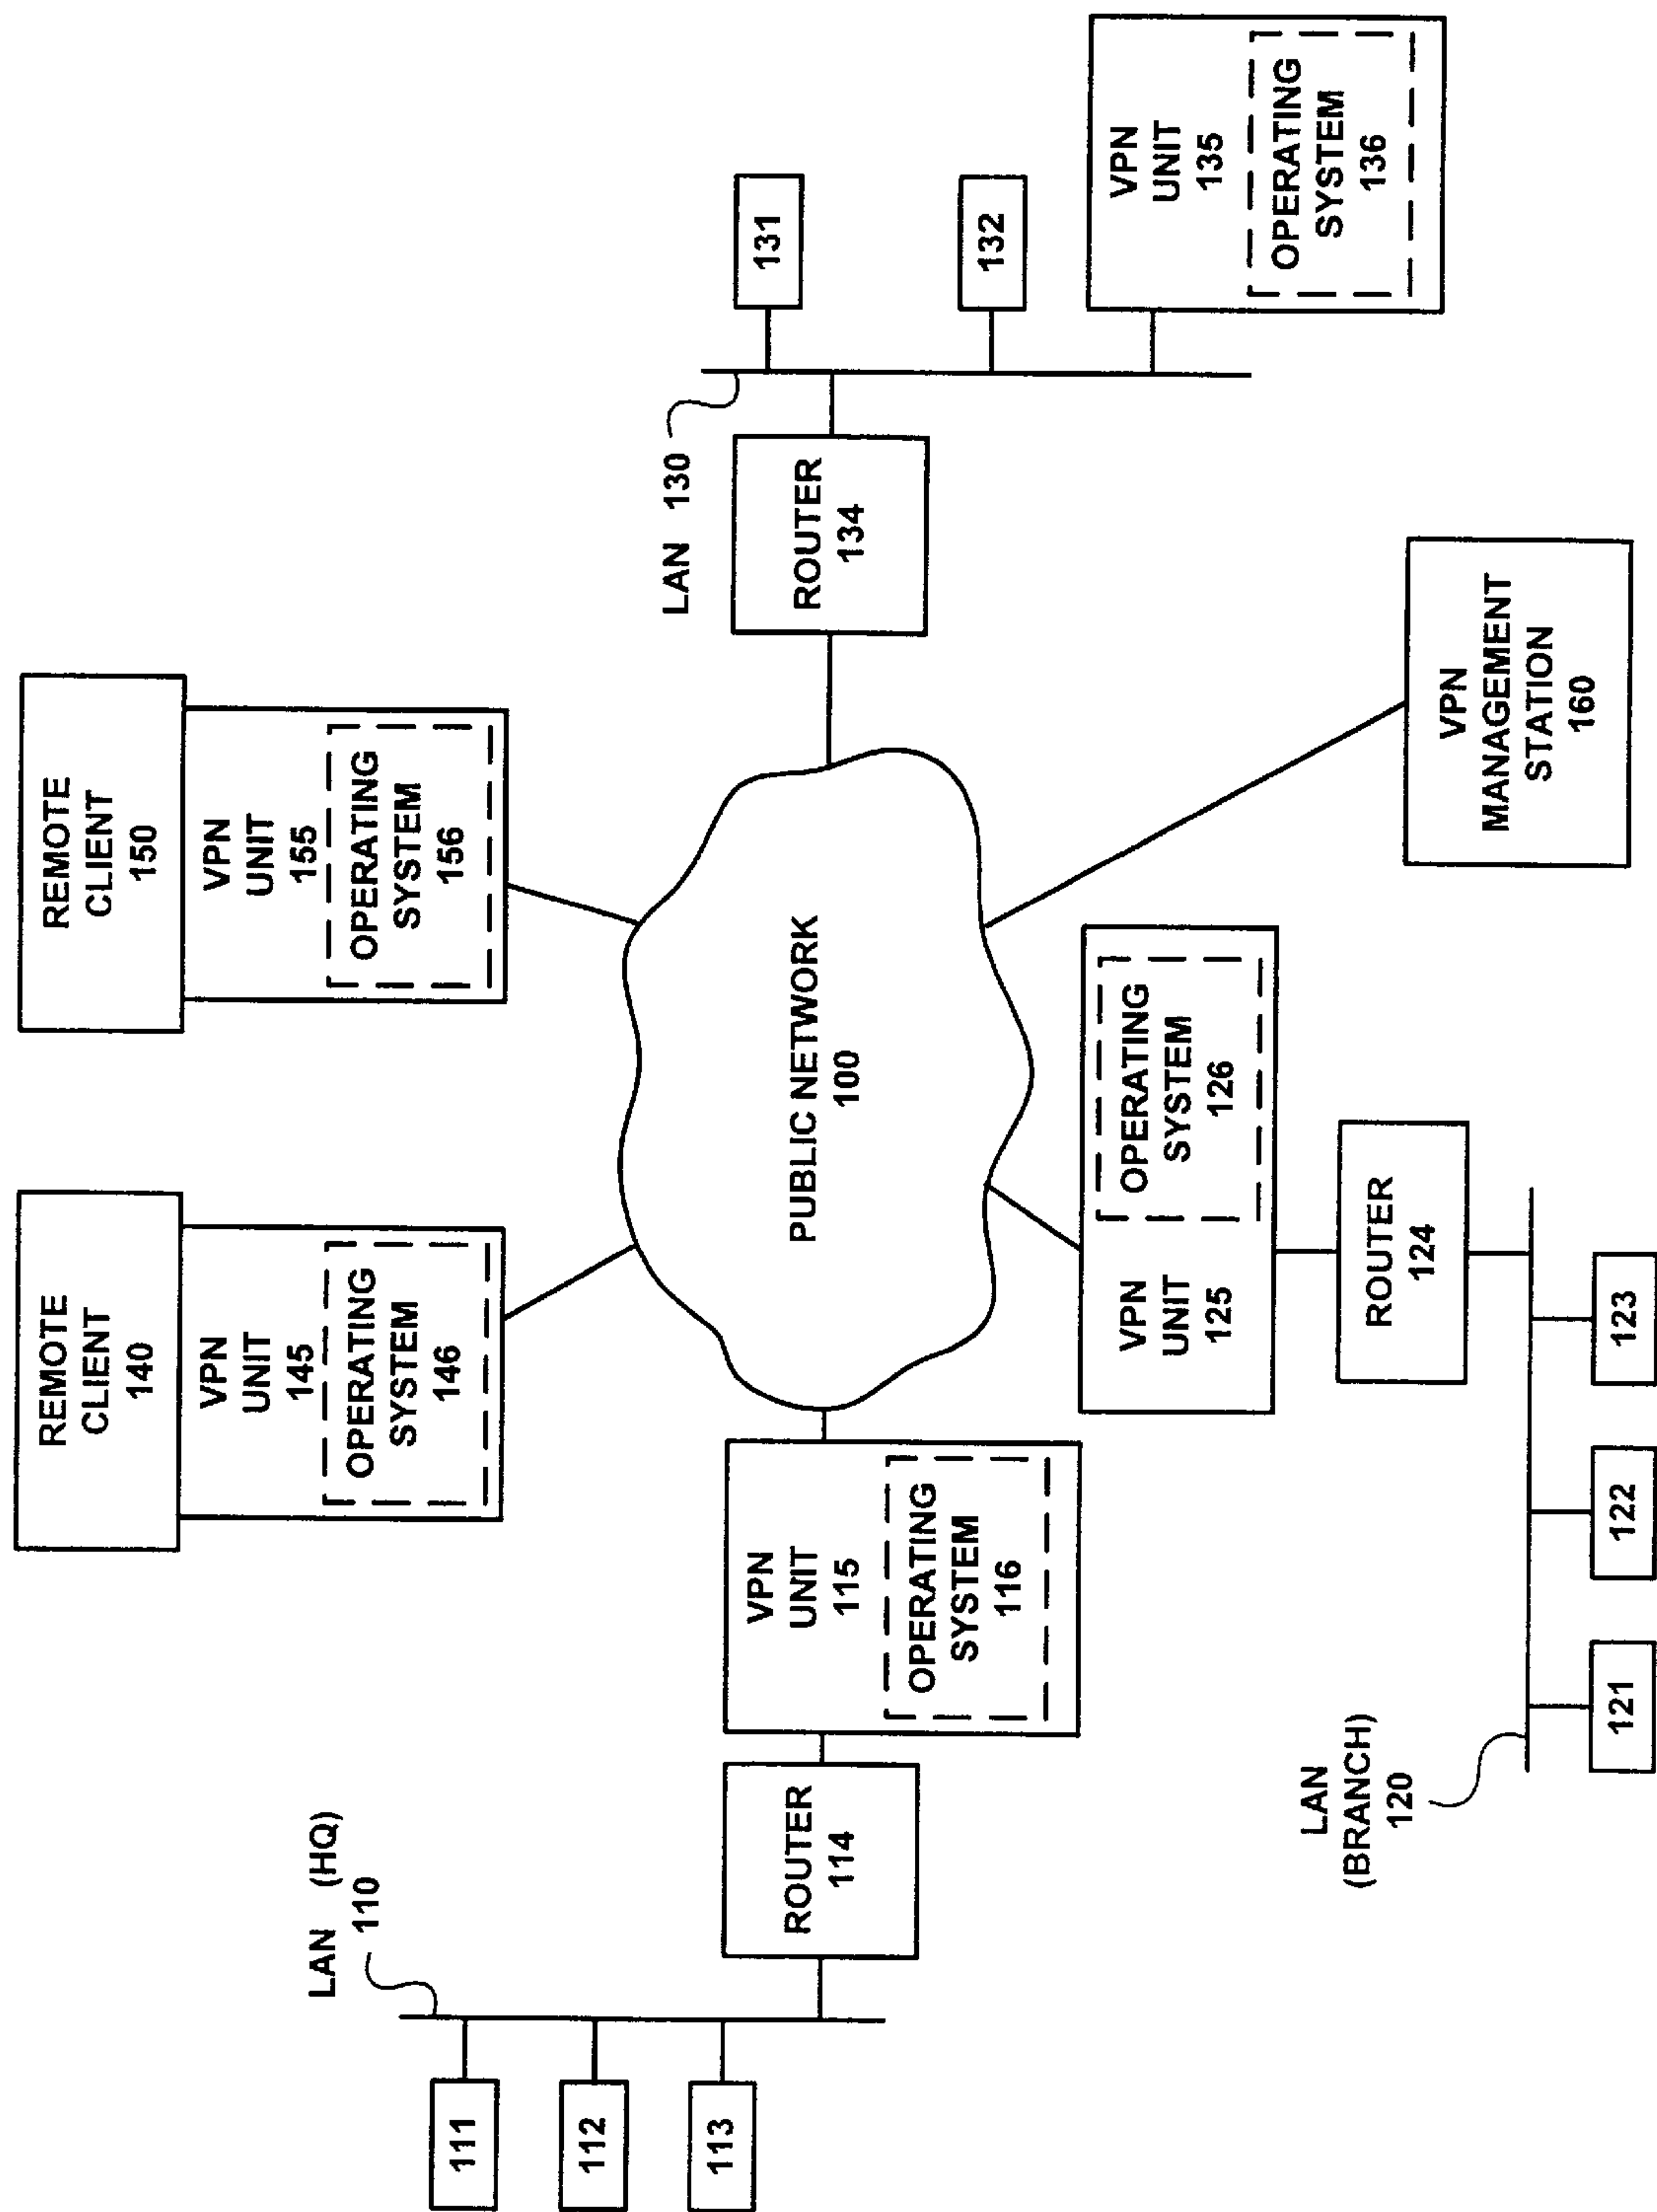 REMOTE
CLIENT
140
VPN
UNIT
145
OPERATING
SYSTEM
146
REMOTE
CLIENT
150
VPN
UNIT
155
OPERATING
SYSTEM
156
LAN (HQ)
110
111
112
113
ROUTER
114
VPN
UNIT
115
OPERATING
SYSTEM
116
PUBLIC NETWORK
100
LAN 130
ROUTER
134
131
132
VPN
UNIT
135
OPERATING
SYSTEM
136
VPN
UNIT
125
OPERATING
SYSTEM
126
ROUTER
124
LAN
(BRANCH)
120
121
122
123
VPN
MANAGEMENT
STATION
160